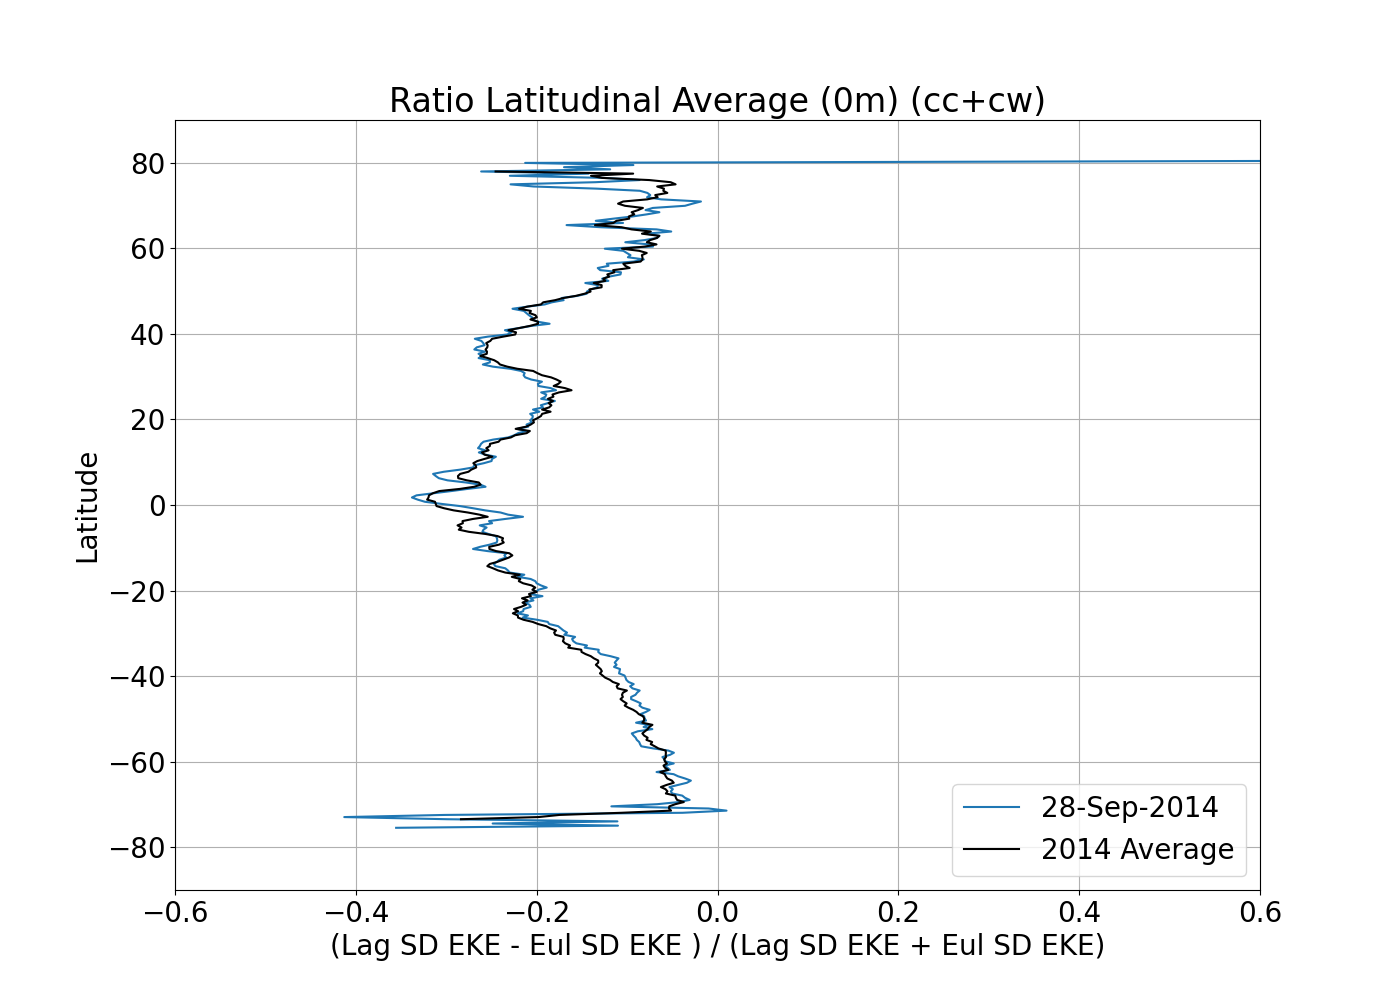 Ratio Latitudinal Average (0m) (cc+cw)
80
60
40
20
0
−20
−40
−60
−80
Latitude
28-Sep-2014
2014 Average
−0.6 −0.4 −0.2 0.0 0.2 0.4 0.6
(Lag SD EKE - Eul SD EKE ) / (Lag SD EKE + Eul SD EKE)